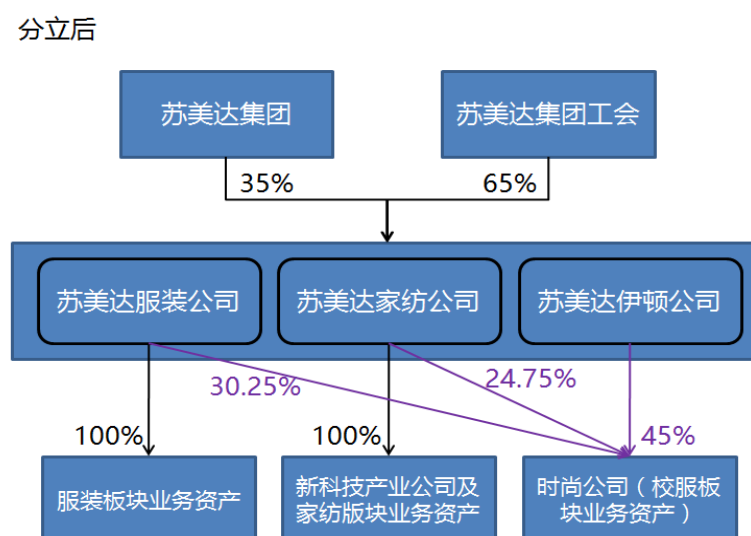 分立后
苏美达集团
苏美达集团工会
35%
65%
苏美达服装公司
苏美达家纺公司
苏美达伊顿公司
30.25%
24.75%
100%
100%
45%
服装板块业务资产
新科技产业公司及
家纺版块业务资产
时尚公司（校服板
块业务资产）